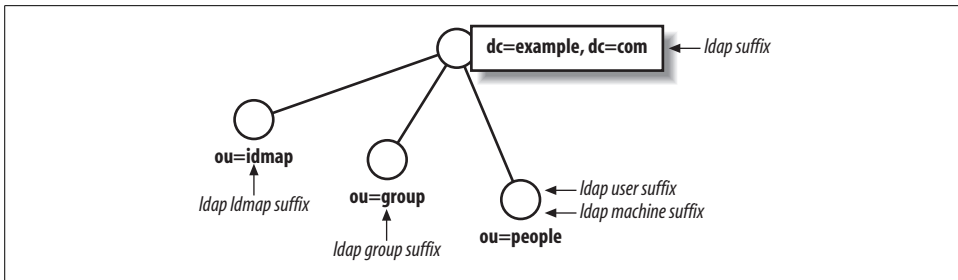 dc=example, dc=com
ldap suffix
ou=idmap
ldap ldmap suffix
ou=group
ldap group suffix
ldap user suffix
ldap machine suffix
ou=people